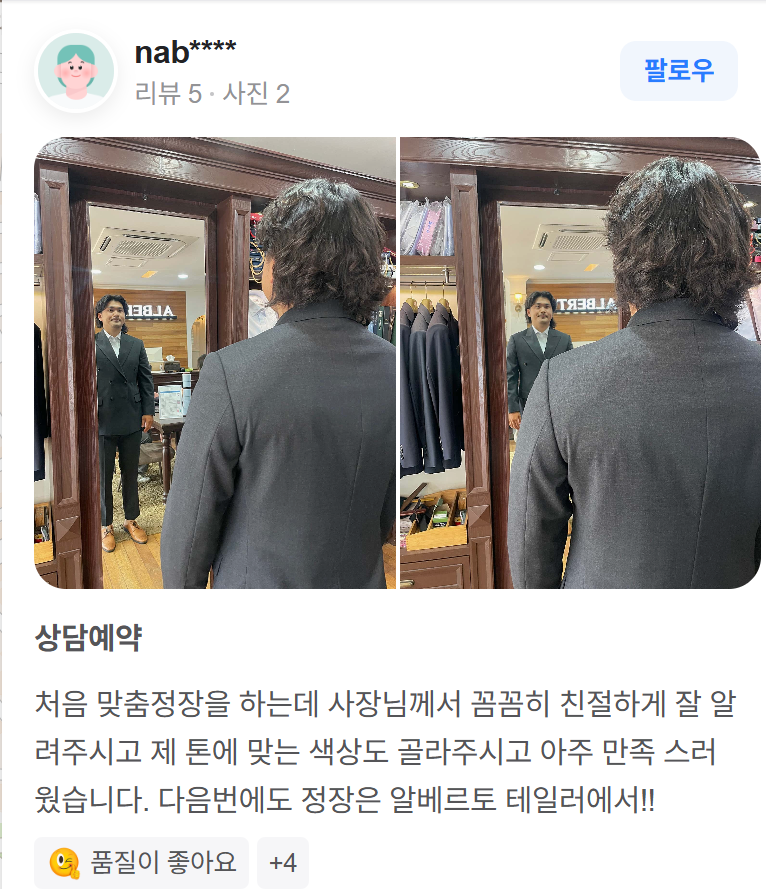 nab****
리뷰 5 · 사진 2
팔로우
ALBERT
ALBERT
상담예약
처음 맞춤정장을 하는데 사장님께서 꼼꼼히 친절하게 잘 알
려주시고 제 톤에 맞는 색상도 골라주시고 아주 만족 스러
웠습니다. 다음번에도 정장은 알베르토 테일러에서!!
품질이 좋아요
+4